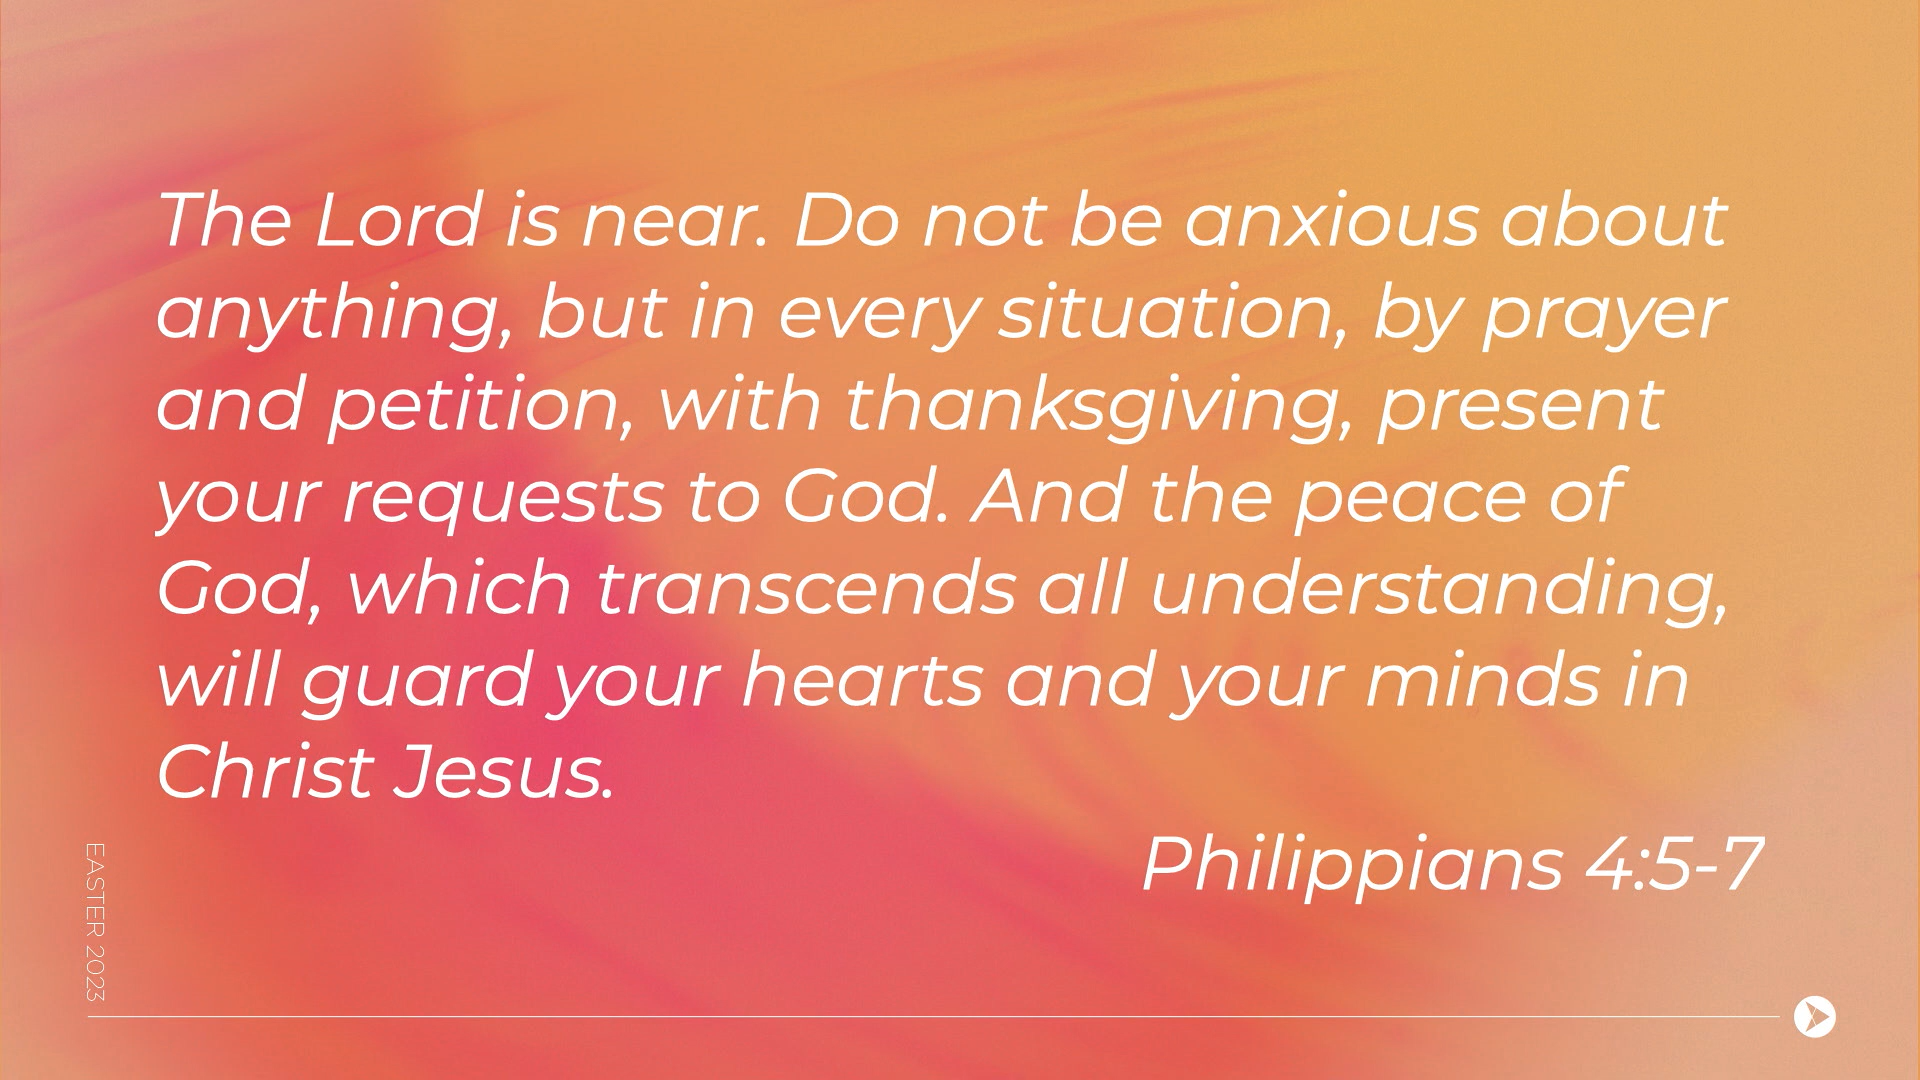 The Lord is near. Do not be anxious about
anything, but in every situation, by prayer
and petition, with thanksgiving, present
your requests to God. And the peace of
God, which transcends all understanding,
will guard your hearts and your minds in
Christ Jesus.
Philippians 4:5-7
EASTER 2023